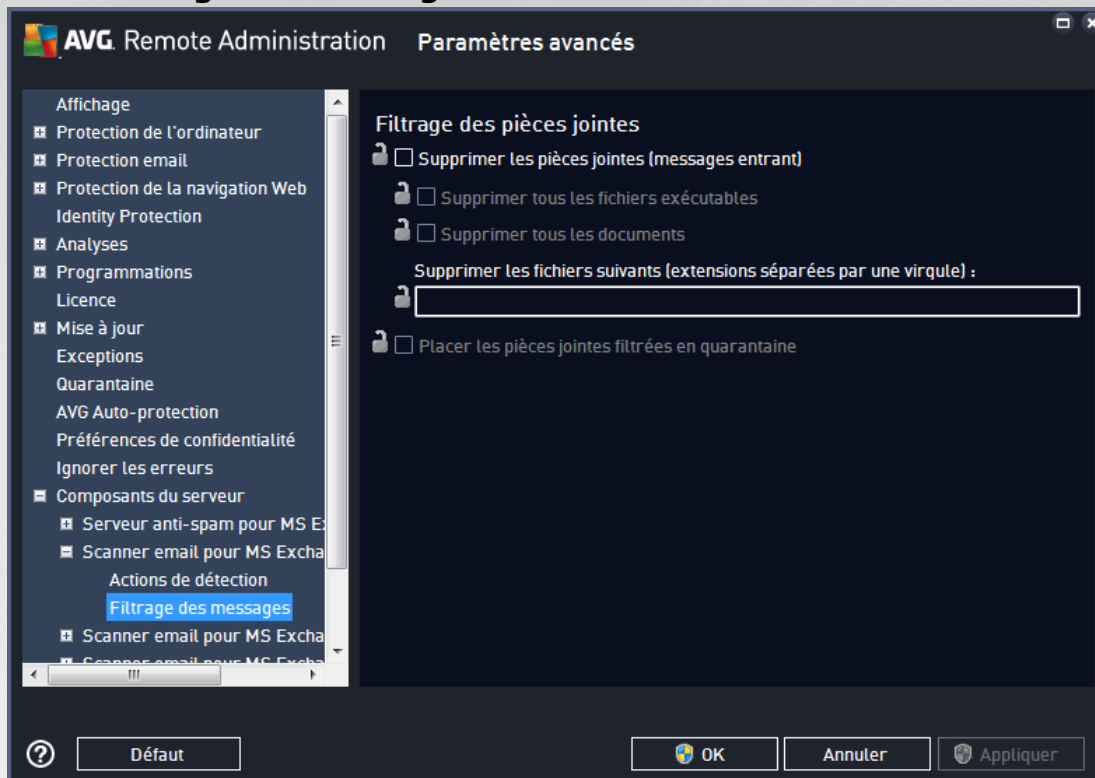 AVG. Remote Administration Paramètres avancés
Affichage
Protection de l'ordinateur
Protection email
Protection de la navigation Web
Identity Protection
Analyses
Programmations
Licence
Mise à jour
Exceptions
Quarantaine
AVG Auto-protection
Préférences de confidentialité
Ignorer les erreurs
Composants du serveur
Serveur anti-spam pour MS E
Scanner email pour MS Excha
Actions de détection
Filtrage des messages
Scanner email pour MS Excha
Scanner email pour MS Excha
Filtrage des pièces jointes
Supprimer les pièces jointes (messages entrant)
Supprimer tous les fichiers exécutables
Supprimer tous les documents
Supprimer les fichiers suivants (extensions séparées par une virgule) :
Placer les pièces jointes filtrées en quarantaine
Défaut
OK
Annuler
Appliquer